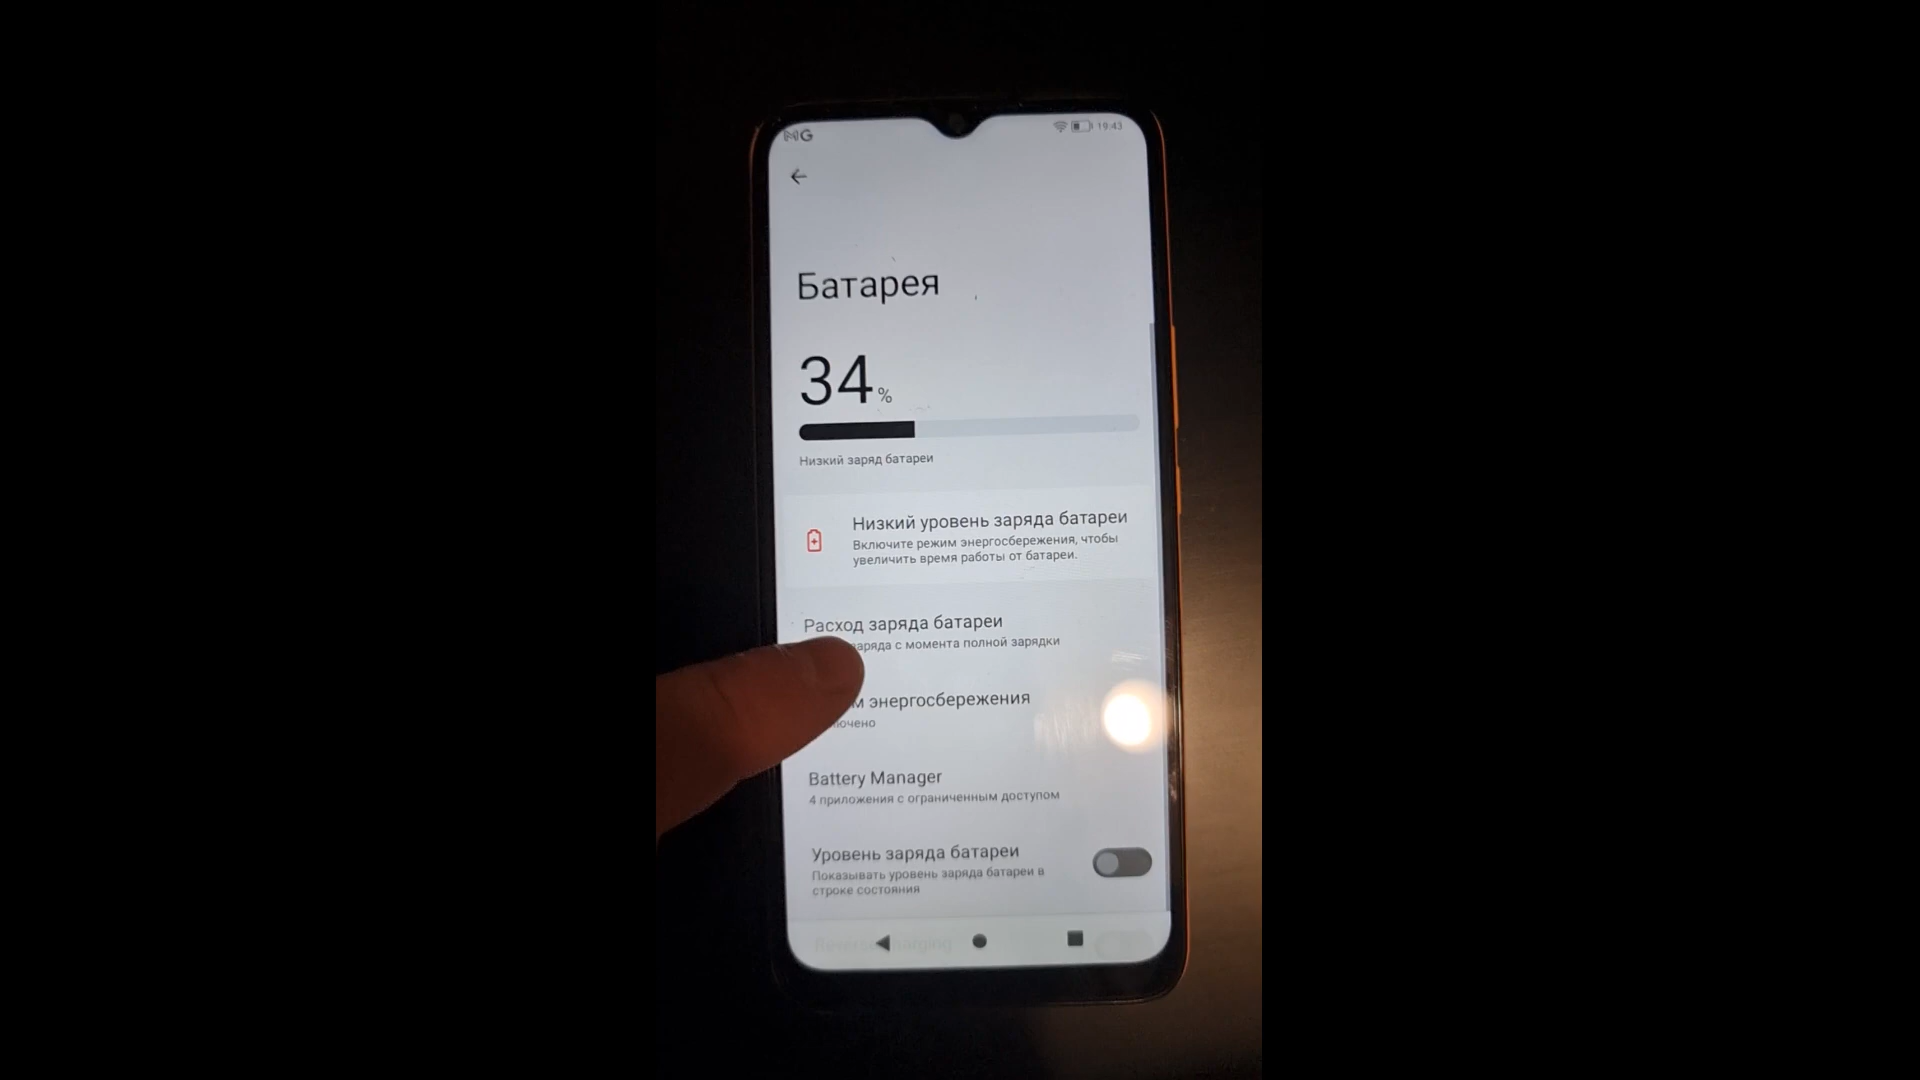 G
19:43
Батарея
34 %
Низкий заряд батареи
Низкий уровень заряда батареи
Включите режим энергосбережения, чтобы
увеличить время работы от батареи.
Расход заряда батареи
заряда с момента полной зарядки
энергосбережения
Battery Manager
4 приложения с ограниченным доступом
Уровень заряда батареи
Показывать уровень заряда батареи в
строке состояния